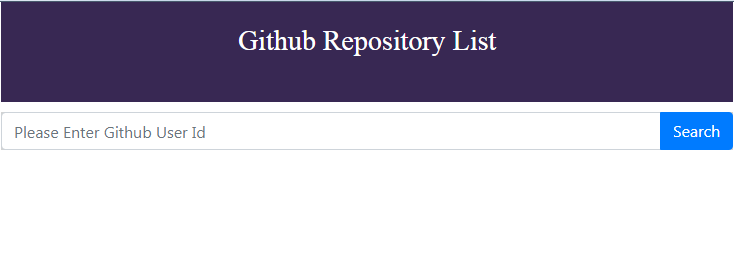 Github Repository List
Please Enter Github User Id
Search